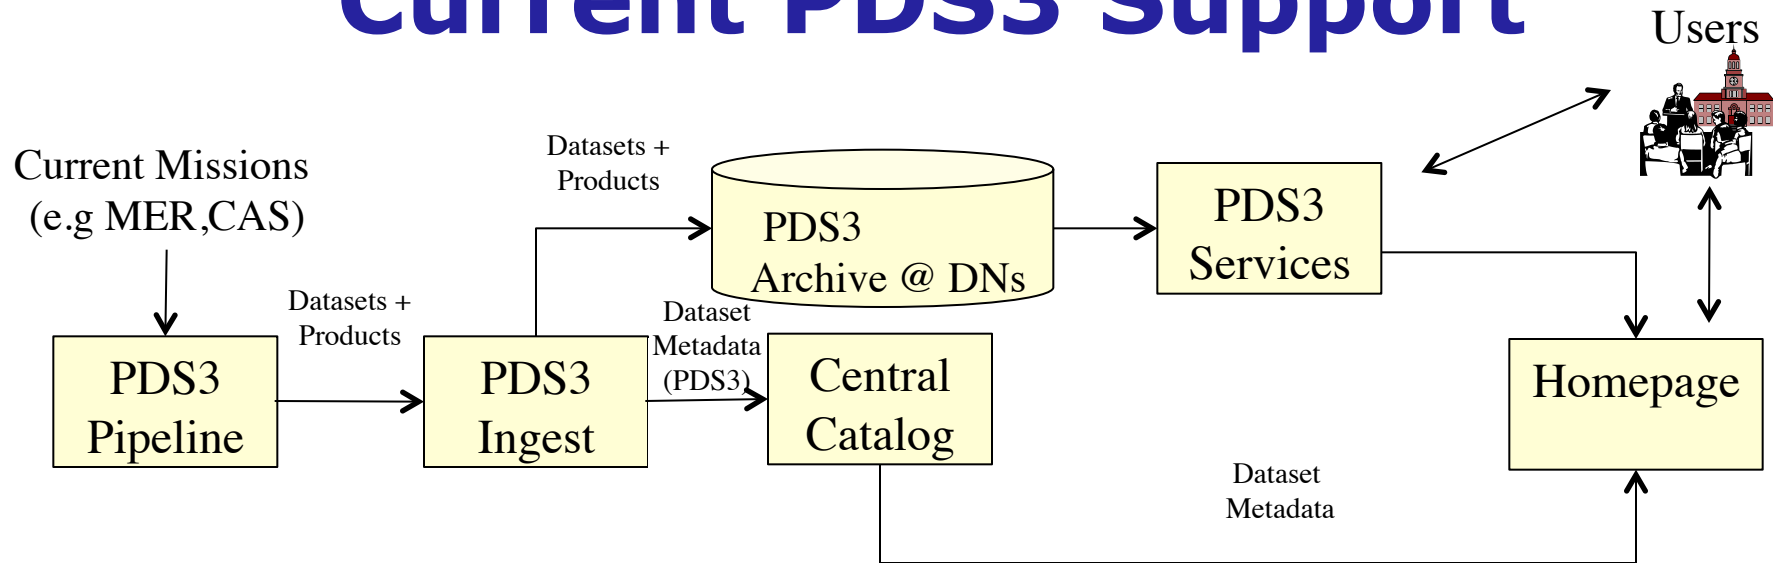 Current PDS3 Support
Users
Current Missions
(e.g MER,CAS)
Datasets +
Products
PDS3
Archive @ DNs
PDS3
Services
Datasets +
Products
Dataset
Metadata
(PDS3)
PDS3
Pipeline
PDS3
Ingest
Central
Catalog
Homepage
Dataset
Metadata